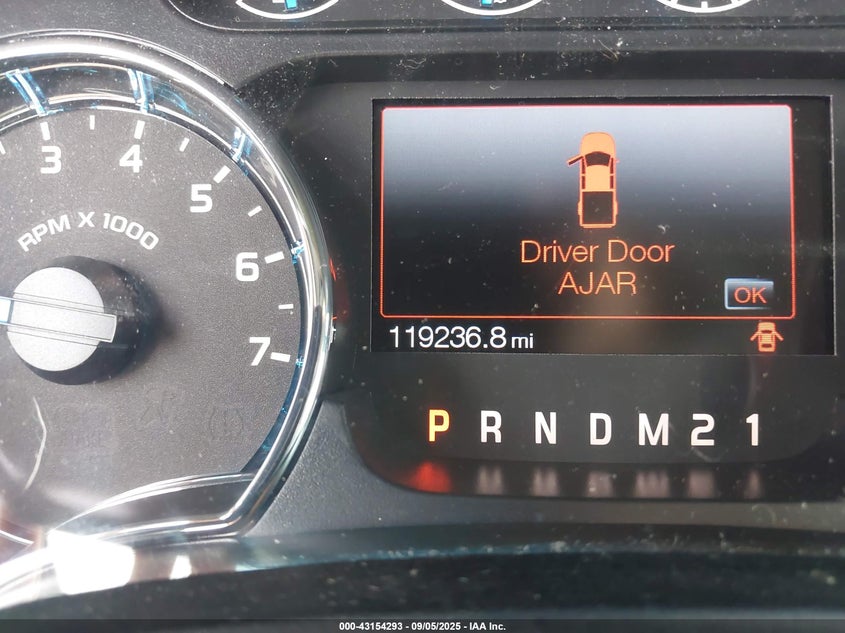 3
4
5
6
7
RPM X 1000
Driver Door
AJAR
OK
119236.8 mi
P R N D M 2 1
000-43154293 - 09/05/2025 - IAA Inc.